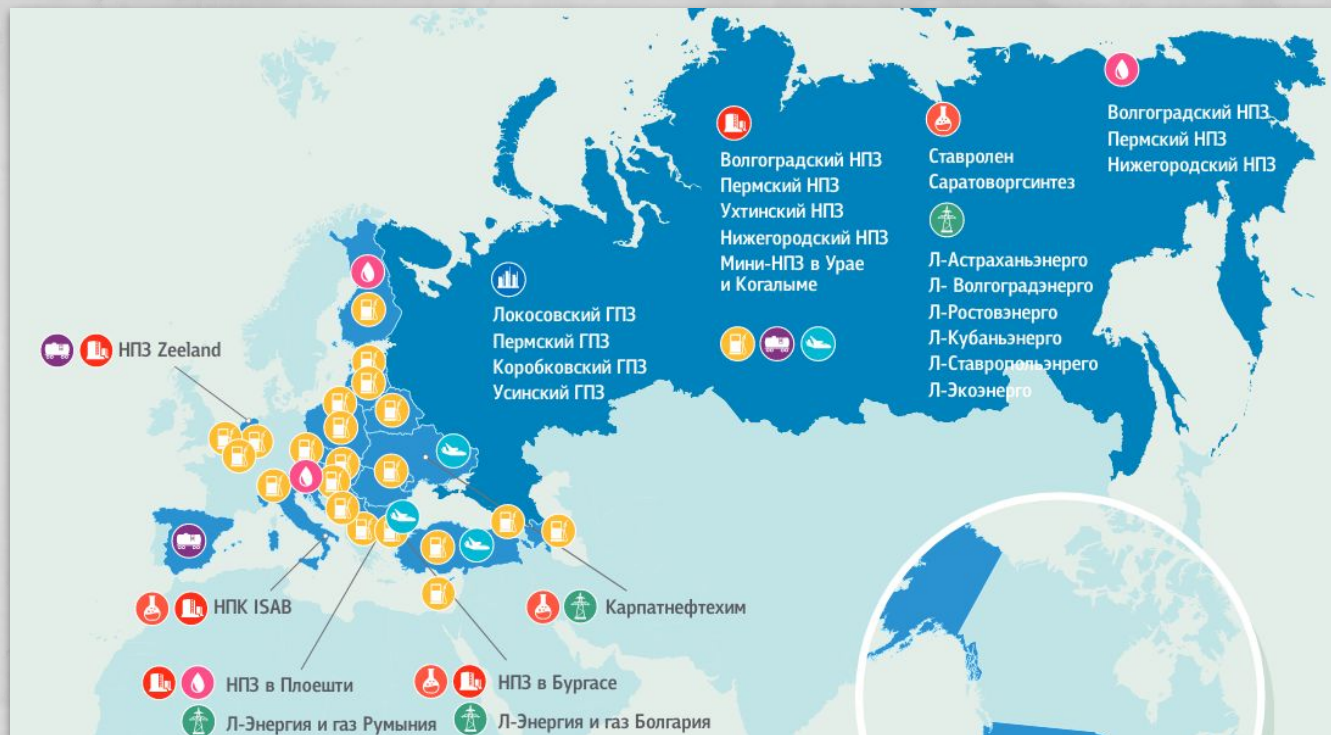 Волгоградский НПЗ
Пермский НПЗ
Ухтинский НПЗ
Нижегородский НПЗ
Мини-НПЗ в Урае
и Когалыме
Ставролен
Саратоворгсинтез
Л-Астраханьэнерго
Л- Волгоградэнерго
Л-Ростовэнерго
Л-Кубаньэнерго
Л-Ставропольэнрего
Л-Экоэнерго
Волгоградский НПЗ
Пермский НПЗ
Нижегородский НПЗ
Локосовский ГПЗ
Пермский ГПЗ
Коробковский ГПЗ
Усинский ГПЗ
НПЗ Zeeland
НПК ISAB
Карпатнефтехим
НПЗ в Плоешти
Л-Энергия и газ Румыния
НПЗ в Бургасе
Л-Энергия и газ Болгария